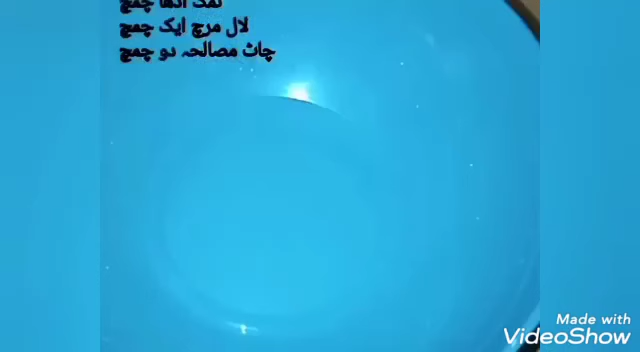 نمک آدھا چمچ
لال مرچ ایک چمچ
چاٹ مصالحہ دو چمچ
Made with
VideoShow